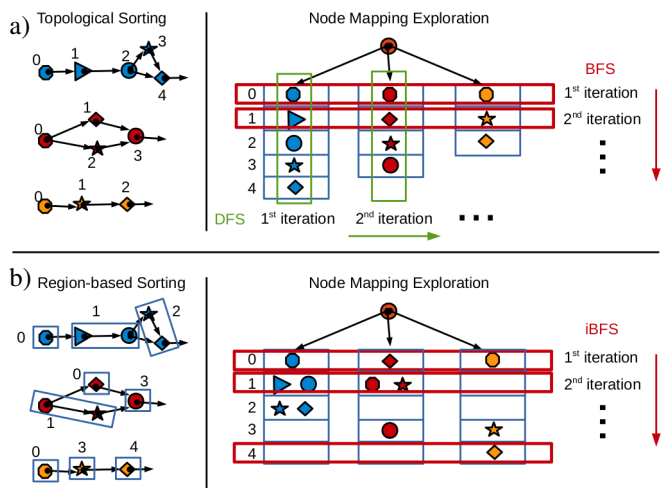 a)
Topological Sorting
Node Mapping Exploration
0
1
2
3
4
0
1
2
3
0
1
2
0
1
2
3
4
BFS
1st iteration
2nd iteration
DFS
1st iteration
2nd iteration
b)
Region-based Sorting
Node Mapping Exploration
0
1
2
0
1
3
0
3
4
0
1
2
3
4
iBFS
1st iteration
2nd iteration